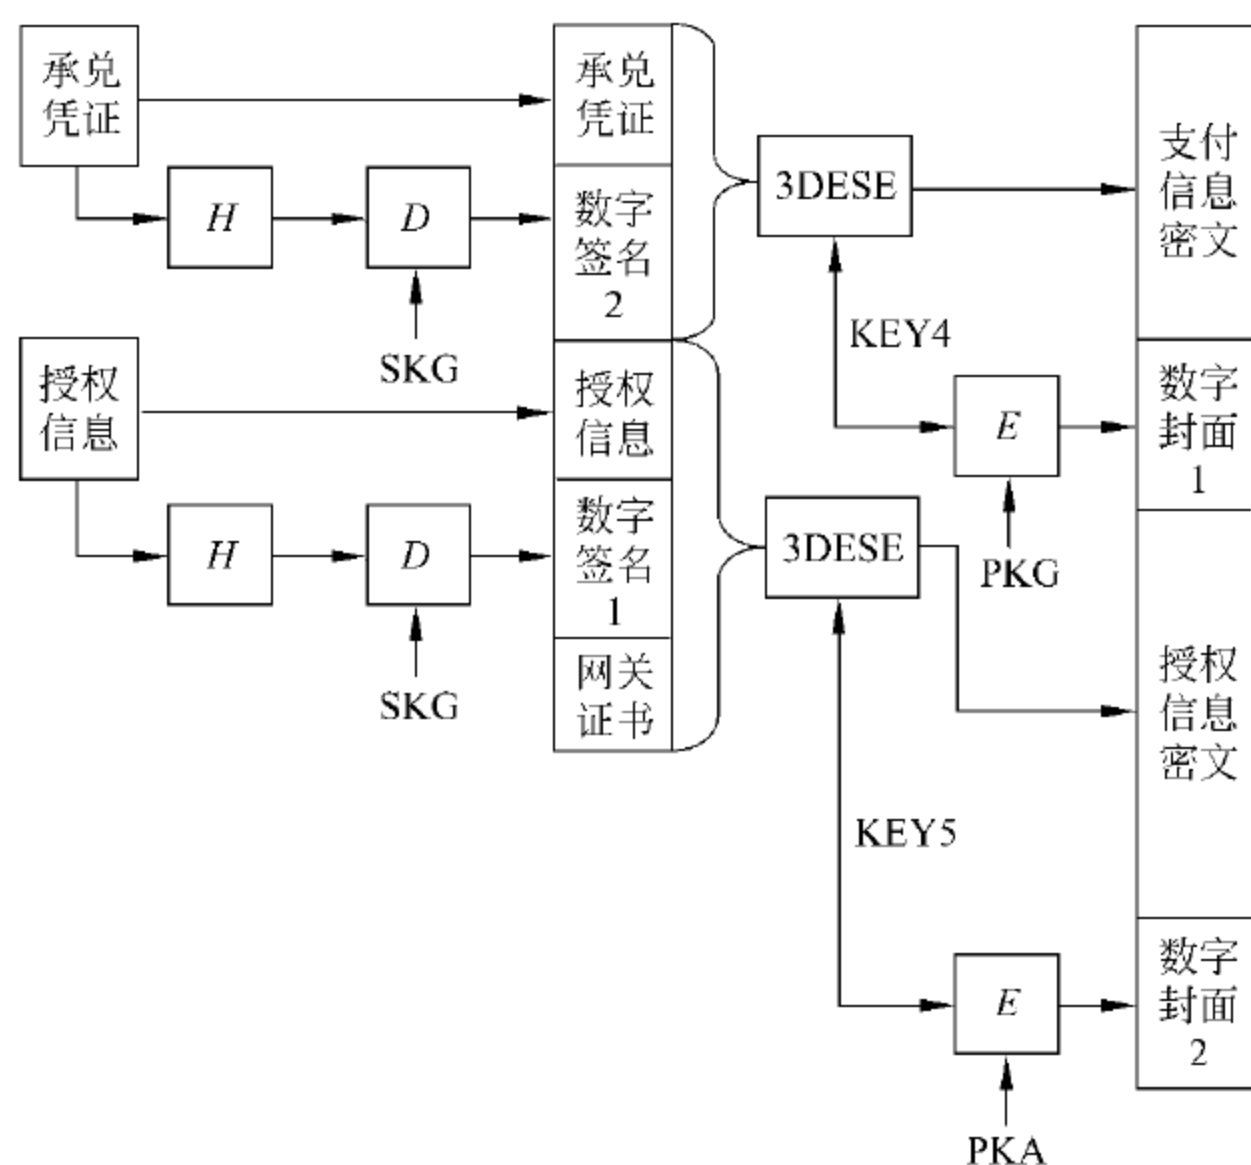 承兑
凭证
H
D
SKG
授权
信息
H
D
SKG
承兑
凭证
数字
签名
2
授权
信息
数字
签名
1
网关
证书
3DESE
KEY4
E
PKG
3DESE
KEY5
E
PKA
支付
信息
密文
数字
封面
1
授权
信息
密文
数字
封面
2